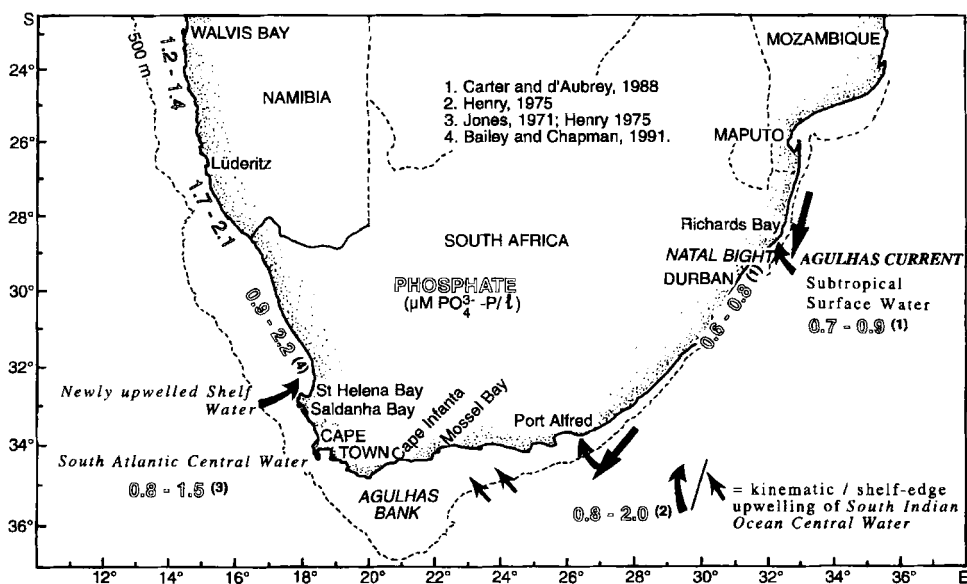 S
24°
26°
28°
30°
32°
34°
36°
12°
14°
16°
18°
20°
22°
24°
26°
28°
30°
32°
34°
36°
E
WALVIS BAY
500 m
1.2 - 1.4
NAMIBIA
Lüderitz
1.7 - 2.1
1. Carter and d'Aubrey, 1988
2. Henry, 1975
3. Jones, 1971; Henry 1975
4. Bailey and Chapman, 1991.
MOZAMBIQUE
MAPUTO
SOUTH AFRICA
PHOSPHATE
(µM PO₄³⁻ -P/ℓ)
Richards Bay
NATAL BIGHT
DURBAN
0.6 - 0.8 (1)
AGULHAS CURRENT
Subtropical
Surface Water
0.7 - 0.9 (1)
0.9 - 2.2 (4)
Newly upwelled Shelf
Water
St Helena Bay
Saldanha Bay
CAPE
TOWN
Cape Infanta
Mossel Bay
Port Alfred
South Atlantic Central Water
0.8 - 1.5 (3)
AGULHAS
BANK
0.8 - 2.0 (2)
= kinematic / shelf-edge
upwelling of South Indian
Ocean Central Water